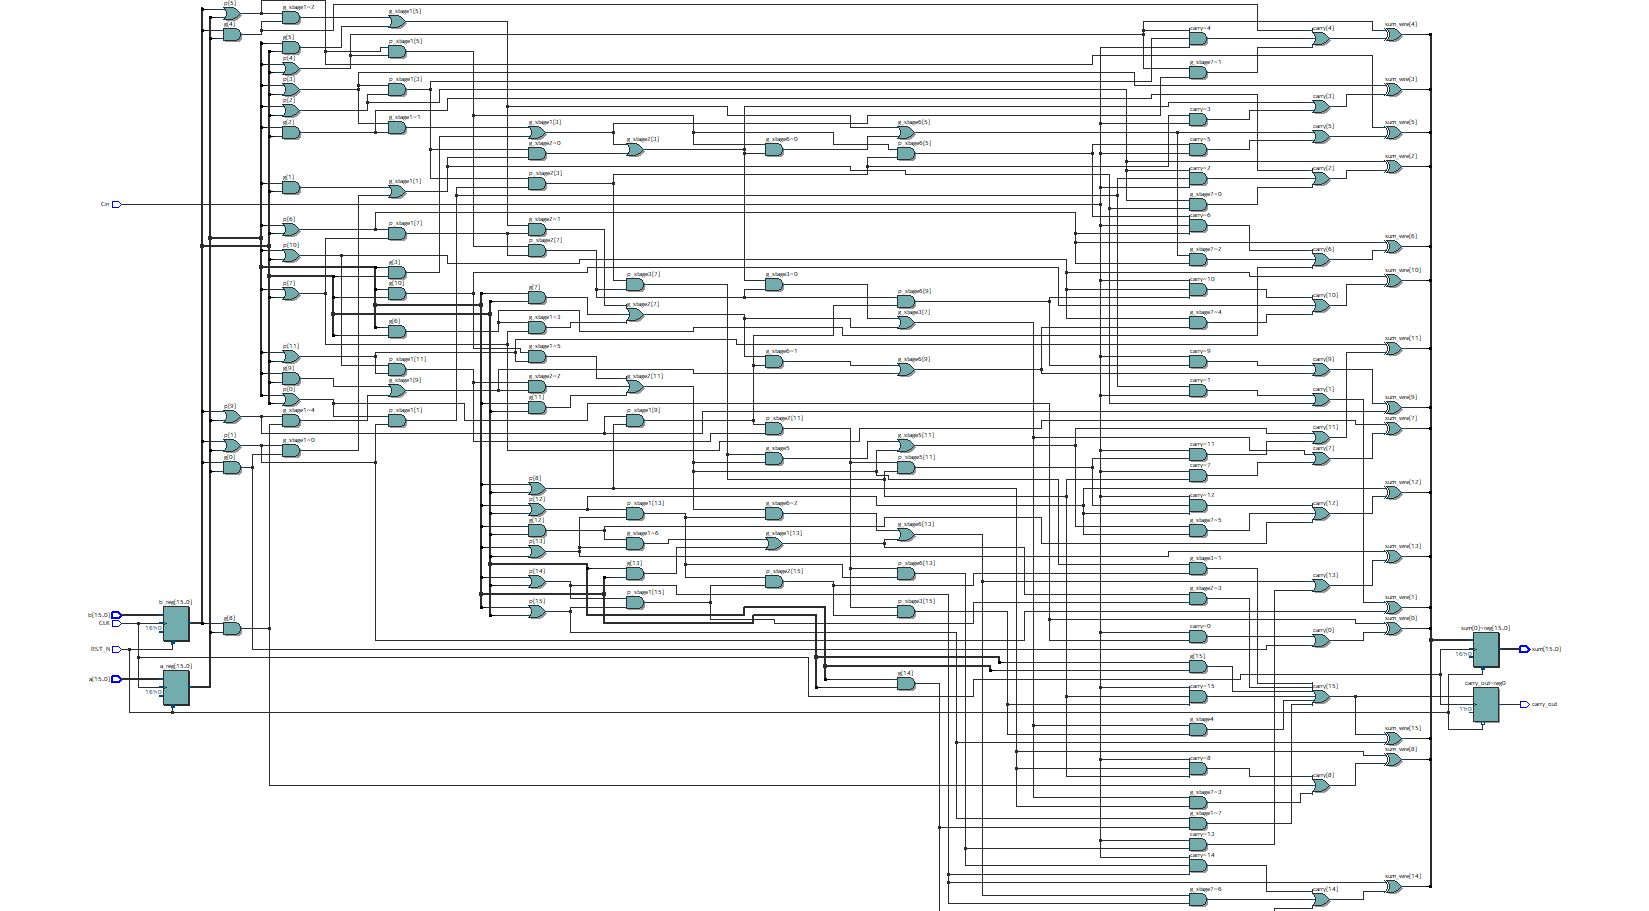 p[5]
g_stage1~2
g_stage1[5]
g[4]
g[5]
p_stage1[5]
p[4]
p[3]
p_stage1[3]
p[2]
g[2]
g_stage1~1
g_stage1[3]
g_stage2~0
g_stage2[3]
g_stage6~0
g_stage6[5]
p_stage6[5]
p_stage2[3]
g[1]
g_stage1[1]
Cin
p[6]
p_stage1[7]
g_stage2~1
p_stage2[7]
p[10]
g[3]
g[10]
p[7]
g[7]
p_stage3[7]
g_stage3~0
p_stage6[9]
g[6]
g_stage1~3
g_stage2[7]
g_stage3[7]
p[11]
p_stage1[11]
g_stage1~5
g_stage6~1
g_stage6[9]
g[9]
g_stage1[9]
g_stage2~2
g_stage2[11]
p[0]
g[11]
p[9]
g_stage1~4
p_stage1[1]
p_stage1[9]
p_stage2[11]
p[1]
g_stage1~0
g_stage5
g_stage5[11]
g[0]
p_stage5[11]
p[8]
p[12]
p_stage1[13]
g_stage6~2
g[12]
g_stage1~6
g_stage1[13]
g_stage6[13]
p[13]
g[13]
p_stage2[15]
p_stage6[13]
p[14]
p_stage1[15]
p[15]
p_stage3[15]
b_reg[15..0]
b[15..0]
CLK
16'h0
g[8]
RST_N
a_reg[15..0]
a[15..0]
16'h0
g[14]
carry~4
carry[4]
sum_wire[4]
g_stage7~1
sum_wire[3]
carry~3
carry[3]
carry~5
carry[5]
sum_wire[5]
carry~2
carry[2]
sum_wire[2]
g_stage7~0
carry~6
g_stage7~2
carry[6]
sum_wire[6]
carry~10
carry[10]
sum_wire[10]
g_stage7~4
sum_wire[11]
carry~9
carry[9]
carry~1
carry[1]
sum_wire[9]
sum_wire[7]
carry~11
carry[11]
carry~7
carry[7]
sum_wire[12]
carry~12
carry[12]
g_stage7~5
sum_wire[13]
g_stage3~1
carry[13]
g_stage2~3
sum_wire[1]
carry~0
carry[0]
sum_wire[0]
g[15]
sum[0]~reg[15..0]
16'h0
sum[15..0]
carry~15
carry[15]
carry_out~reg0
1'h0
carry_out
g_stage4
sum_wire[15]
carry~8
carry[8]
sum_wire[8]
g_stage7~3
g_stage1~7
carry~13
carry~14
g_stage7~6
carry[14]
sum_wire[14]